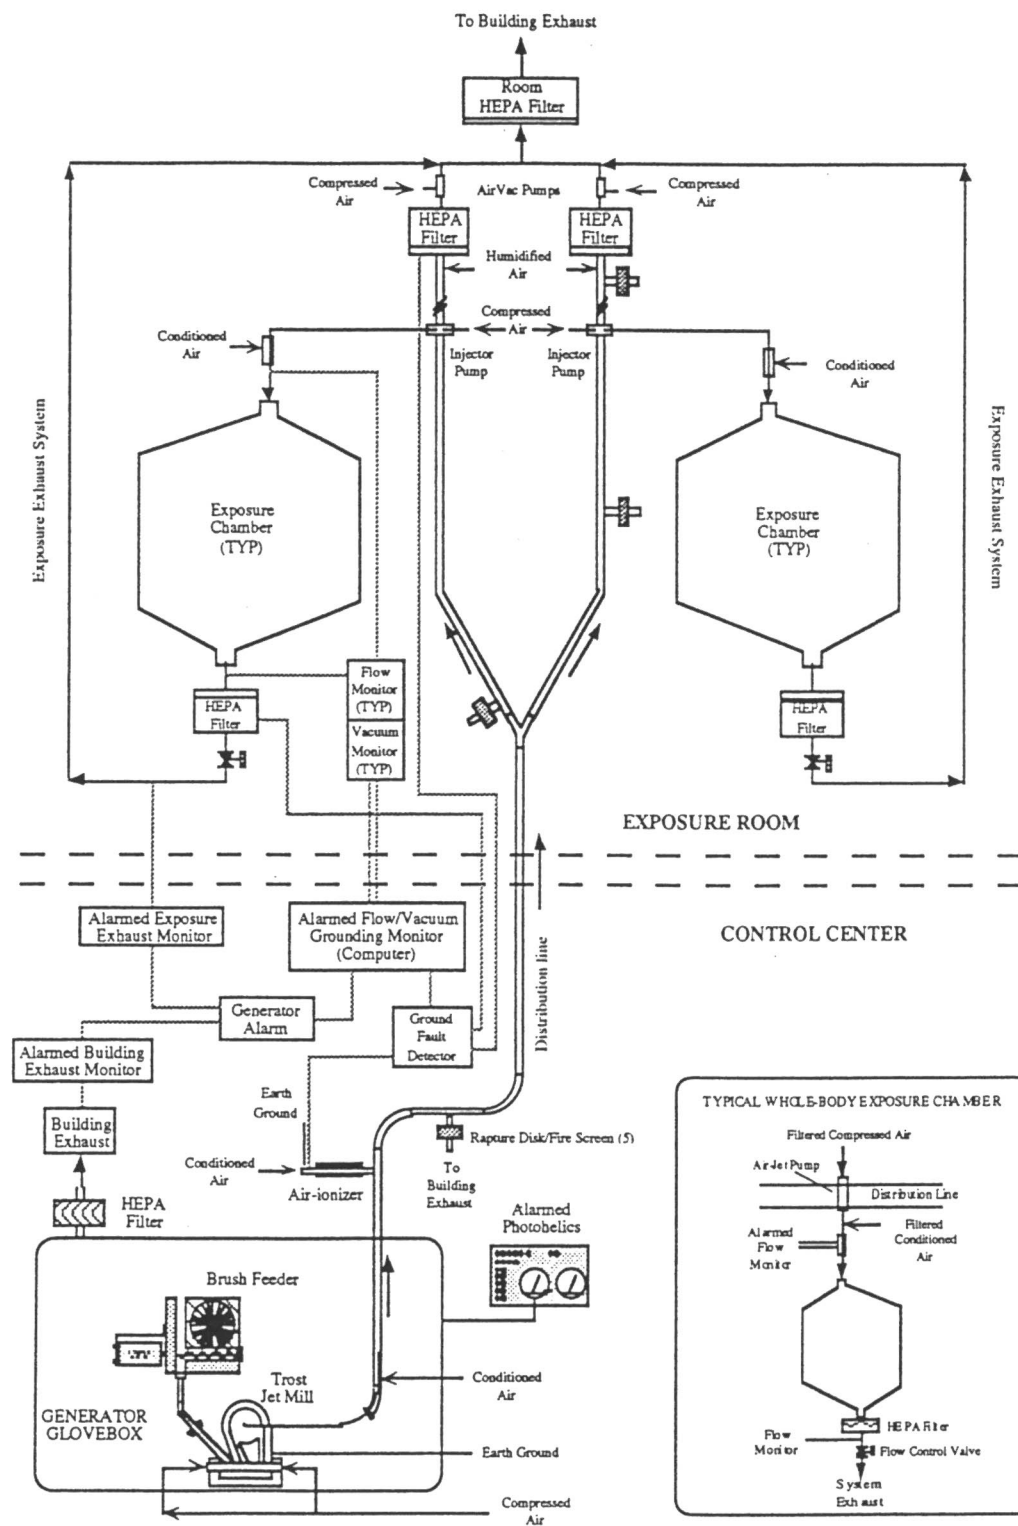 To Building Exhaust
Room
HEPA Filter
Compressed
Air
AirVac Pumps
Compressed
Air
HEPA
Filter
HEPA
Filter
Humidified
Air
Compressed
Air
Conditioned
Air
Injector
Pump
Injector
Pump
Conditioned
Air
Exposure Exhaust System
Exposure Exhaust System
Exposure
Chamber
(TYP)
Exposure
Chamber
(TYP)
Flow
Monitor
(TYP)
HEPA
Filter
Vacuum
Monitor
(TYP)
HEPA
Filter
EXPOSURE ROOM
Alarmed Exposure
Exhaust Monitor
Alarmed Flow/Vacuum
Grounding Monitor
(Computer)
CONTROL CENTER
Distribution line
Generator
Alarm
Ground
Fault
Detector
Alarmed Building
Exhaust Monitor
Earth
Ground
Building
Exhaust
Rapture Disk/Fire Screen (5)
Conditioned
Air
Air-ionizer
To
Building
Exhaust
HEPA
Filter
Alarmed
Photohelics
Brush Feeder
Trost
Jet Mill
Conditioned
Air
GENERATOR
GLOVEBOX
Earth Ground
Compressed
Air
TYPICAL WHOLE-BODY EXPOSURE CHAMBER
Filtered Compressed Air
Air-Jet Pump
Distribution Line
Alarmed
Flow
Monitor
Filtered
Conditioned
Air
HEPA Filter
Flow
Monitor
Flow Control Valve
System
Exhaust